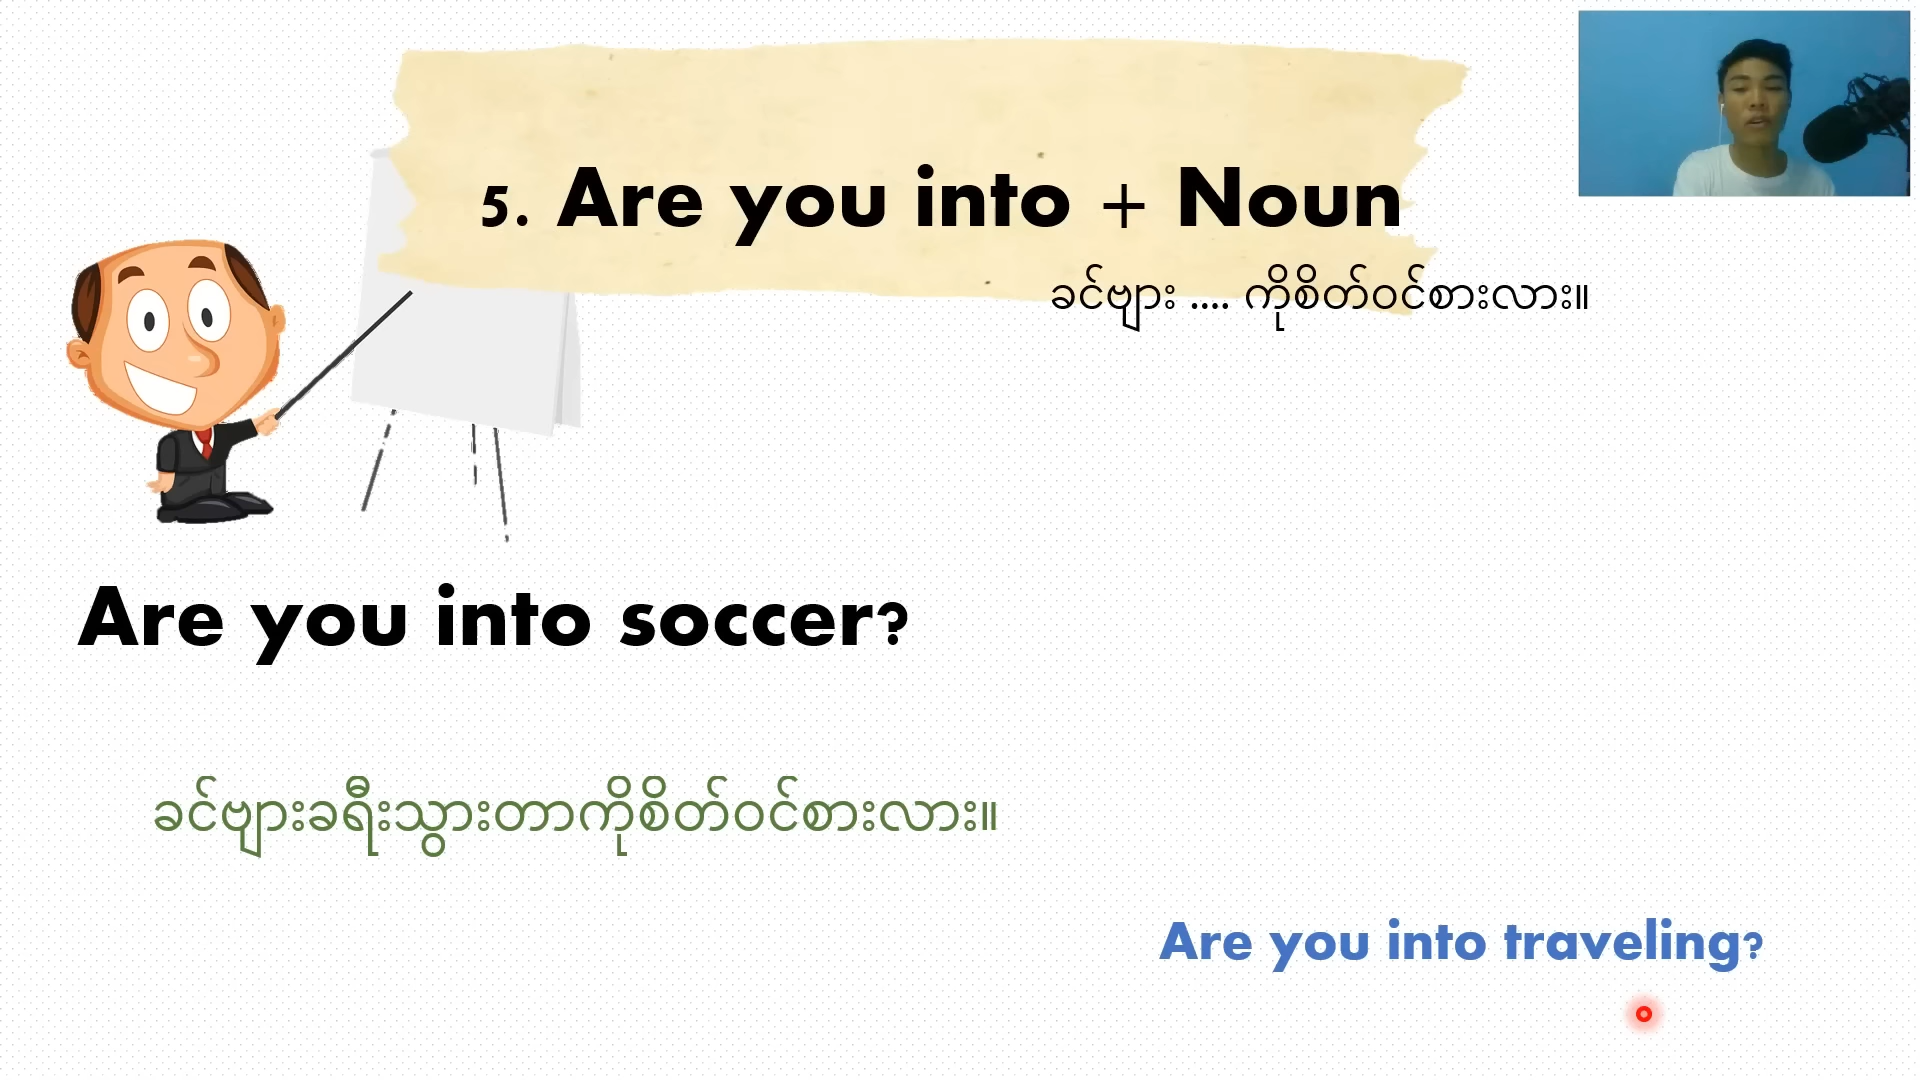 5. Are you into + Noun
ခင်ဗျား .... ကိုစိတ်ဝင်စားလား။
Are you into soccer?
ခင်ဗျားခရီးသွားတာကိုစိတ်ဝင်စားလား။
Are you into traveling?